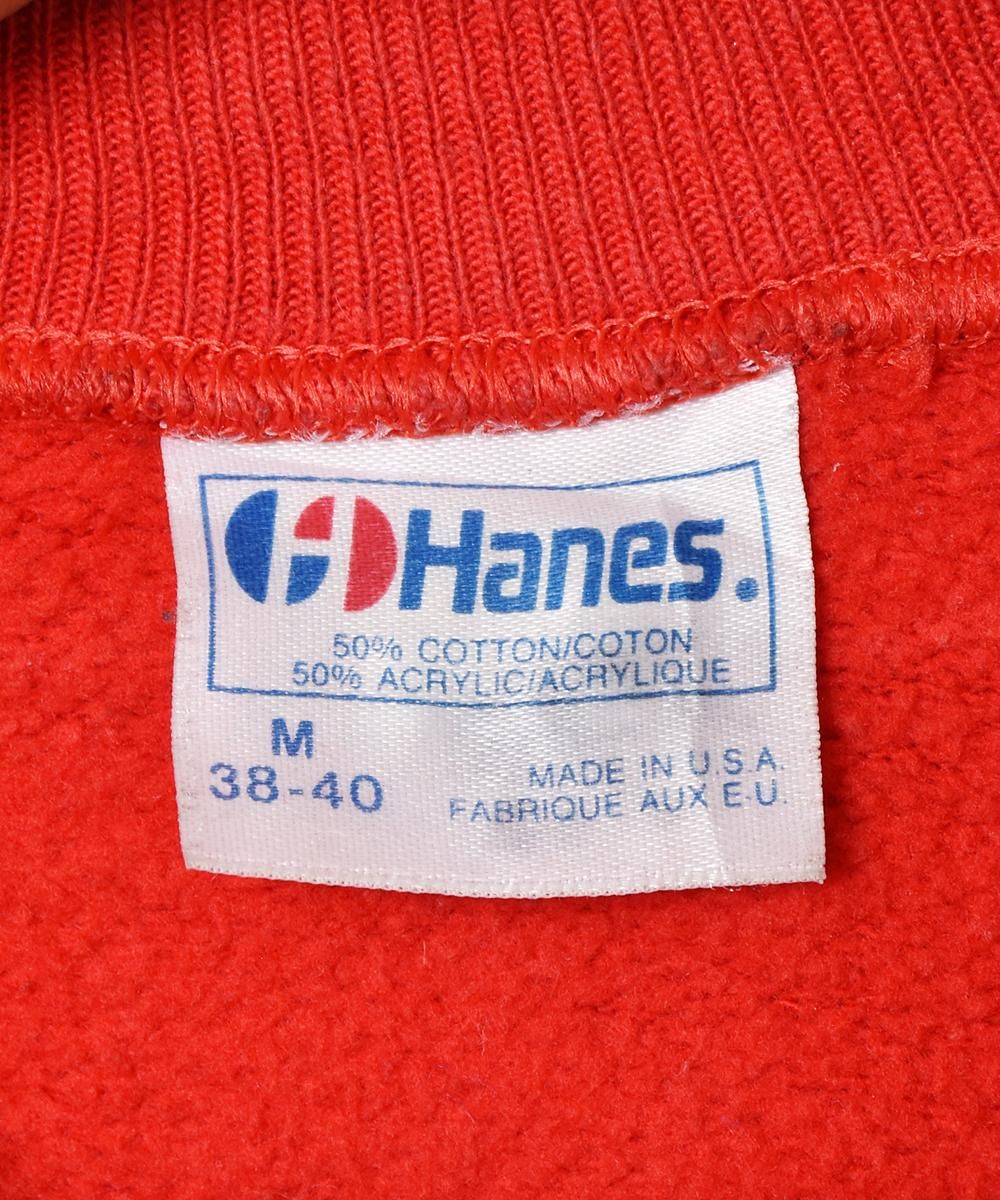 Hanes.
50% COTTON/COTON
50% ACRYLIC/ACRYLIQUE
M
38-40
MADE IN U.S.A.
FABRIQUE AUX E-U.